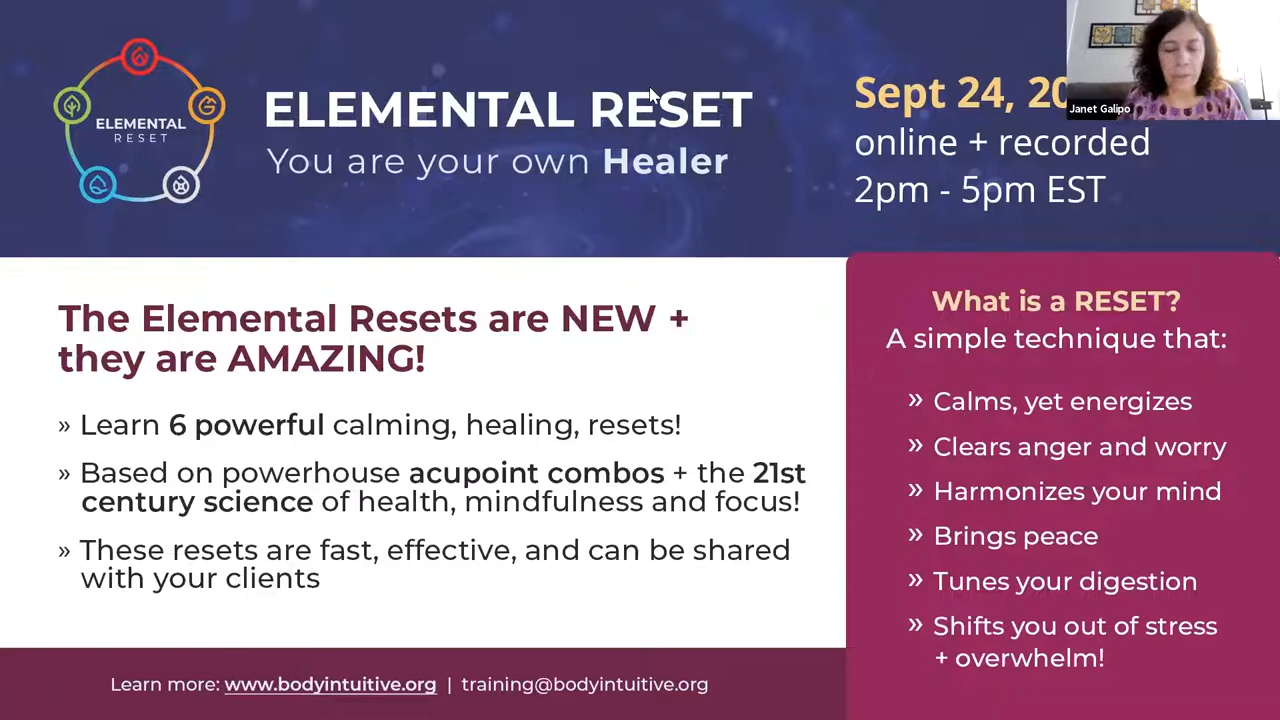 ELEMENTAL
RESET
ELEMENTAL RESET
You are your own Healer
Sept 24, 20
online + recorded
2pm - 5pm EST
Janet Galipo
The Elemental Resets are NEW +
they are AMAZING!
» Learn 6 powerful calming, healing, resets!
» Based on powerhouse acupoint combos + the 21st
century science of health, mindfulness and focus!
» These resets are fast, effective, and can be shared
with your clients
What is a RESET?
A simple technique that:
» Calms, yet energizes
» Clears anger and worry
» Harmonizes your mind
» Brings peace
» Tunes your digestion
» Shifts you out of stress
+ overwhelm!
Learn more: www.bodyintuitive.org | training@bodyintuitive.org